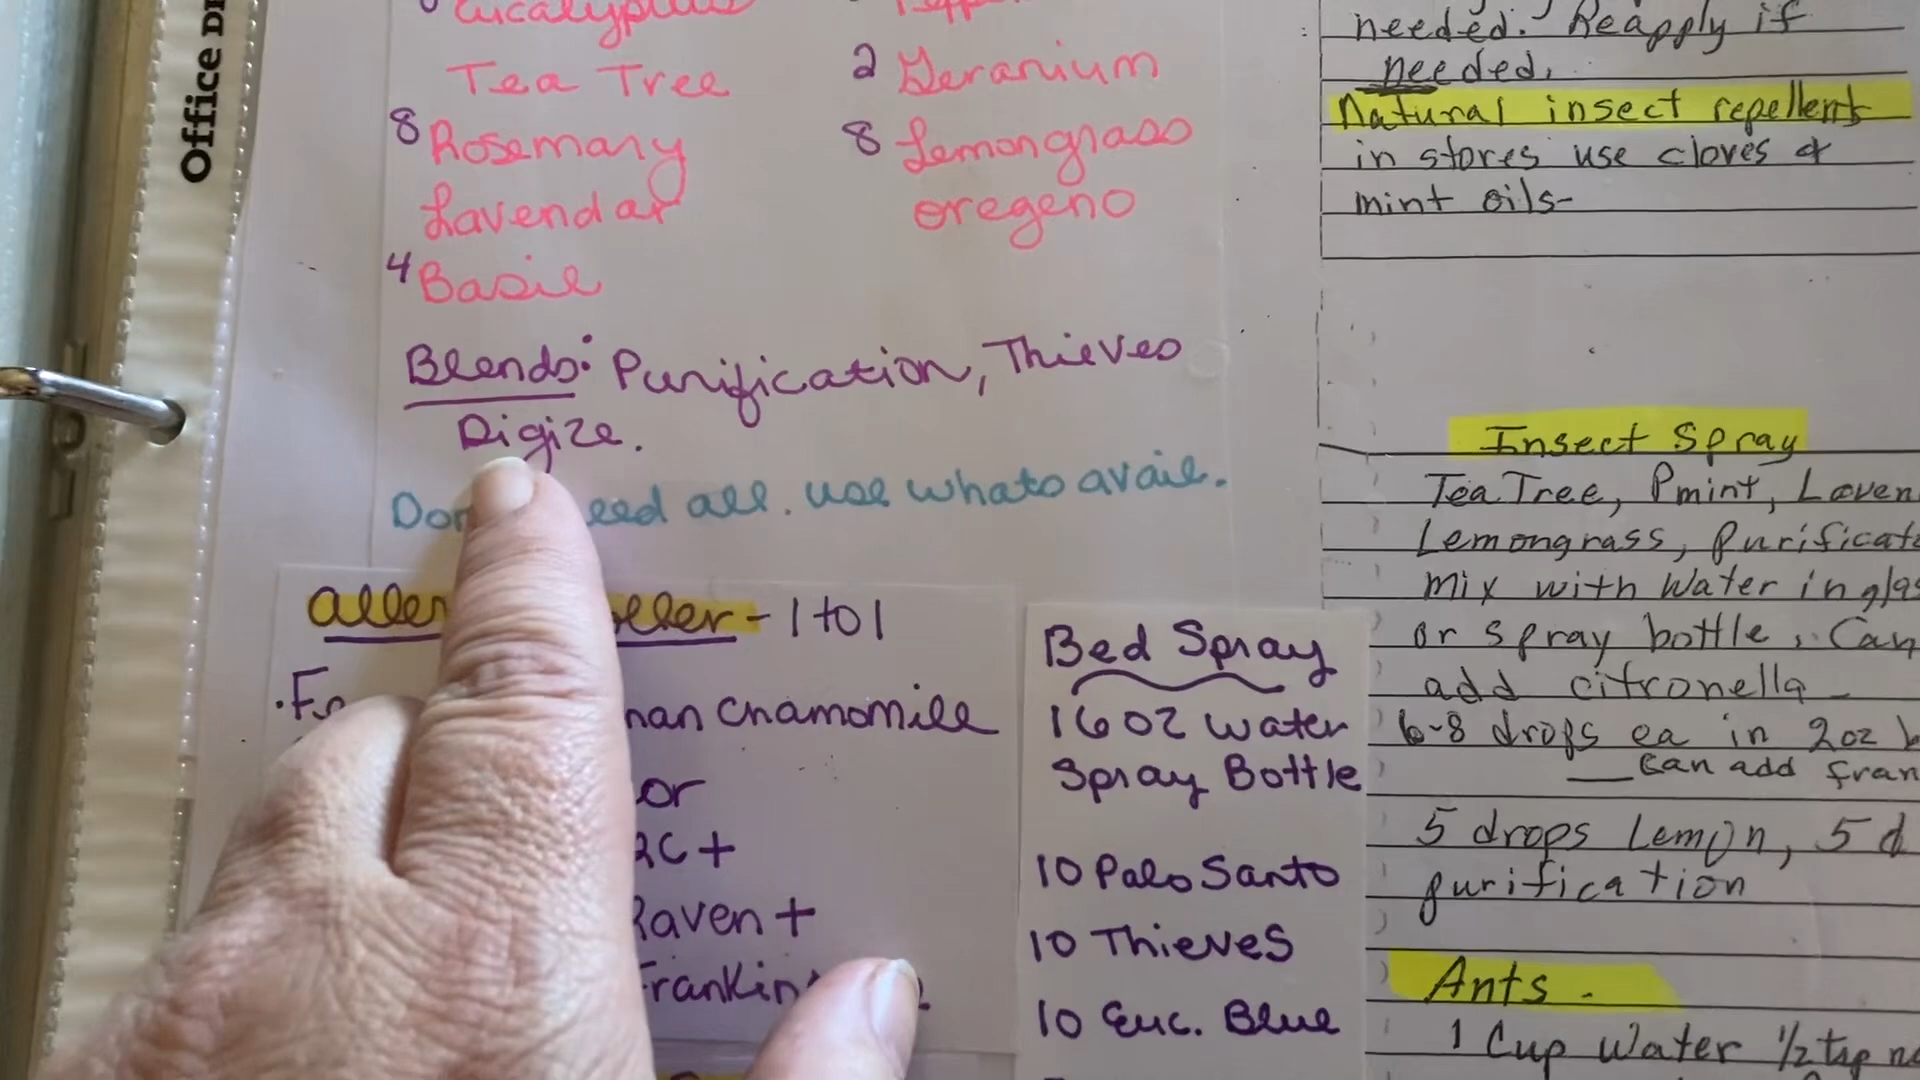 Office
Eucalyptus
Tea Tree
8 Rosemary
Lavendar
4 Basil
2 Geranium
8 Lemongrass
oregeno
Blends: Purification, Thieves
Digize.
all. use whats avail.
- 1 to 1
Chamomile
or
Raven +
Bed Spray
16 oz Water
Spray Bottle
10 Palo Santo
10 Thieves
10 Euc. Blue
needed. Reapply if
needed.
Natural insect repellents
in stores use cloves &
mint oils-
Insect Spray
Tea Tree, Pmint,
Lemongrass,
mix with Water in
or spray bottle, Can
add citronella -
6-8 drops ea in 2oz
can add
5 drops Lemon, 5
purification
Ants -
1 Cup Water 1/2 tsp